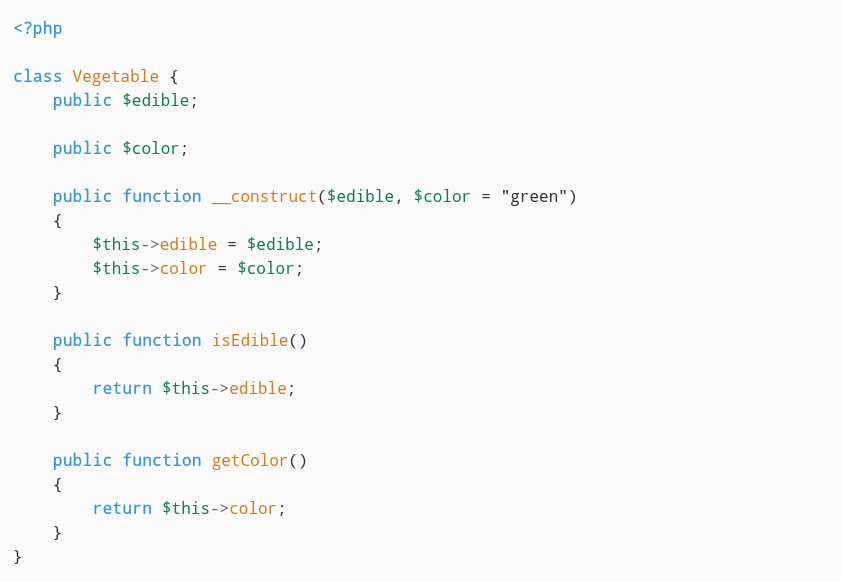 <?php
class Vegetable {
    public $edible;
    public $color;
    public function __construct($edible, $color = "green")
    {
        $this->edible = $edible;
        $this->color = $color;
    }
    public function isEdible()
    {
        return $this->edible;
    }
    public function getColor()
    {
        return $this->color;
    }
}